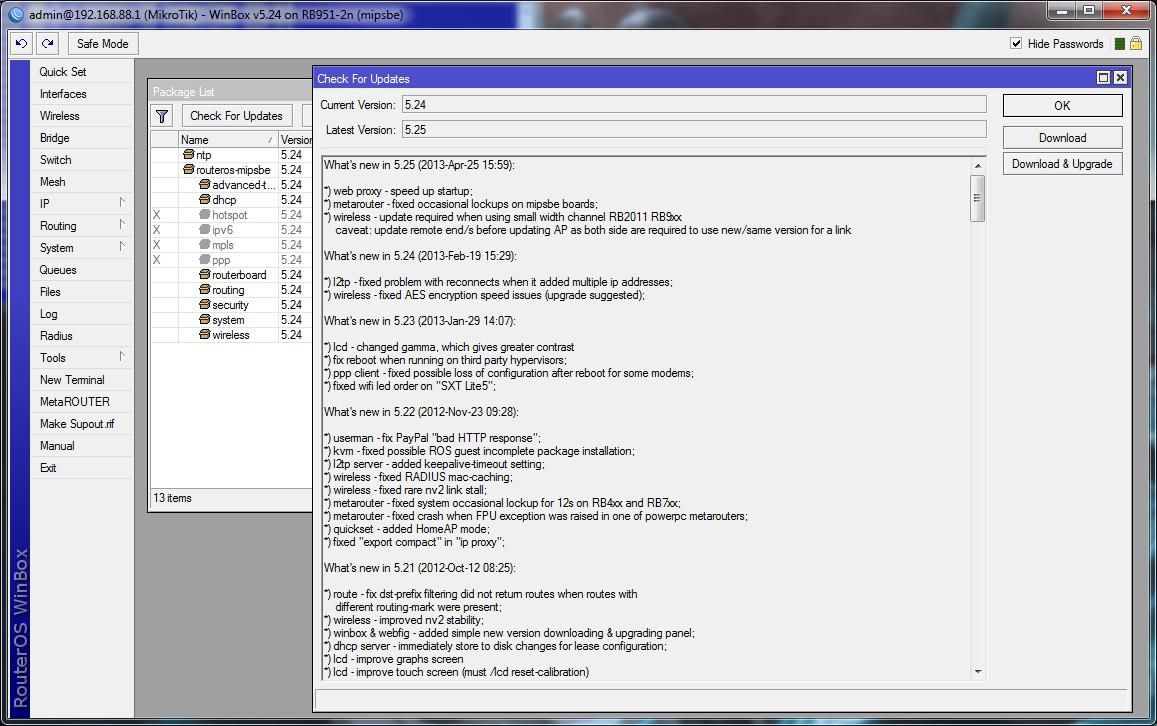 admin@192.168.88.1 (MikroTik) - WinBox v5.24 on RB951-2n (mipsbe)
Safe Mode
Hide Passwords
RouterOS WinBox
Quick Set
Interfaces
Wireless
Bridge
Switch
Mesh
IP
Routing
System
Queues
Files
Log
Radius
Tools
New Terminal
MetaROUTER
Make Supout.rif
Manual
Exit
Package List
Check For Updates
Name / Version
ntp 5.24
routeros-mipsbe 5.24
advanced-t... 5.24
dhcp 5.24
X hotspot 5.24
X ipv6 5.24
X mpls 5.24
X ppp 5.24
routerboard 5.24
routing 5.24
security 5.24
system 5.24
wireless 5.24
13 items
Check For Updates
Current Version: 5.24
Latest Version: 5.25
OK
Download
Download & Upgrade
What's new in 5.25 (2013-Apr-25 15:59):
*) web proxy - speed up startup;
*) metarouter - fixed occasional lockups on mipsbe boards;
*) wireless - update required when using small width channel RB2011 RB9xx
caveat: update remote end/s before updating AP as both side are required to use new/same version for a link
What's new in 5.24 (2013-Feb-19 15:29):
*) l2tp - fixed problem with reconnects when it added multiple ip addresses;
*) wireless - fixed AES encryption speed issues (upgrade suggested);
What's new in 5.23 (2013-Jan-29 14:07):
*) lcd - changed gamma, which gives greater contrast
*) fix reboot when running on third party hypervisors;
*) ppp client - fixed possible loss of configuration after reboot for some modems;
*) fixed wifi led order on "SXT Lite5";
What's new in 5.22 (2012-Nov-23 09:28):
*) userman - fix PayPal "bad HTTP response";
*) kvm - fixed possible ROS guest incomplete package installation;
*) l2tp server - added keepalive-timeout setting;
*) wireless - fixed RADIUS mac-caching;
*) wireless - fixed rare nv2 link stall;
*) metarouter - fixed system occasional lockup for 12s on RB4xx and RB7xx;
*) metarouter - fixed crash when FPU exception was raised in one of powerpc metarouters;
*) quickset - added HomeAP mode;
*) fixed "export compact" in "ip proxy";
What's new in 5.21 (2012-Oct-12 08:25):
*) route - fix dst-prefix filtering did not return routes when routes with
different routing-mark were present;
*) wireless - improved nv2 stability;
*) winbox & webfig - added simple new version downloading & upgrading panel;
*) dhcp server - immediately store to disk changes for lease configuration;
*) lcd - improve graphs screen
*) lcd - improve touch screen (must /lcd reset-calibration)